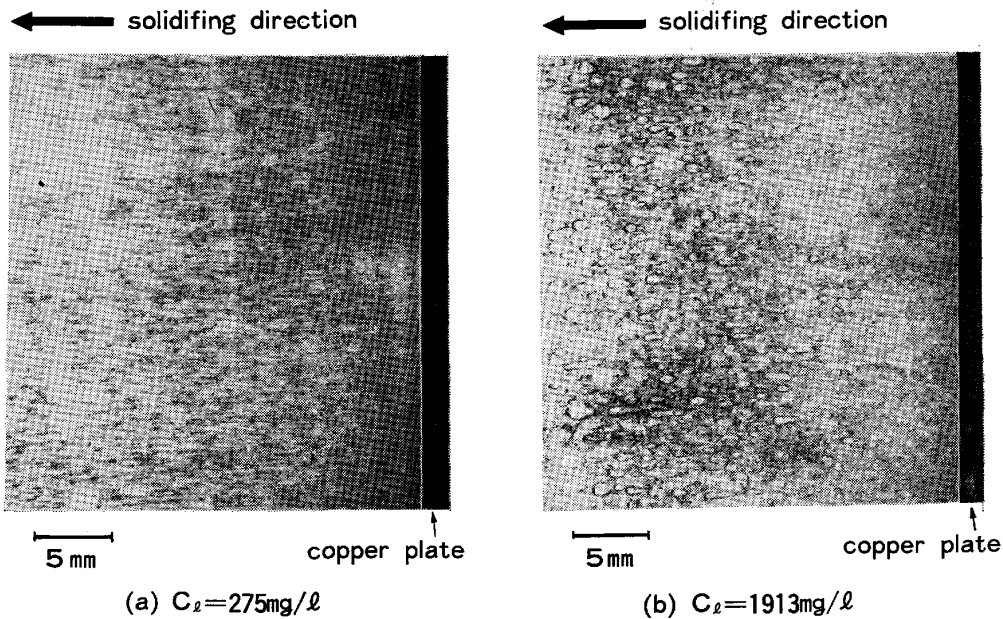 solidifing direction
solidifing direction
5 mm
copper plate
5 mm
copper plate
(a) Cℓ=275mg/ℓ
(b) Cℓ=1913mg/ℓ